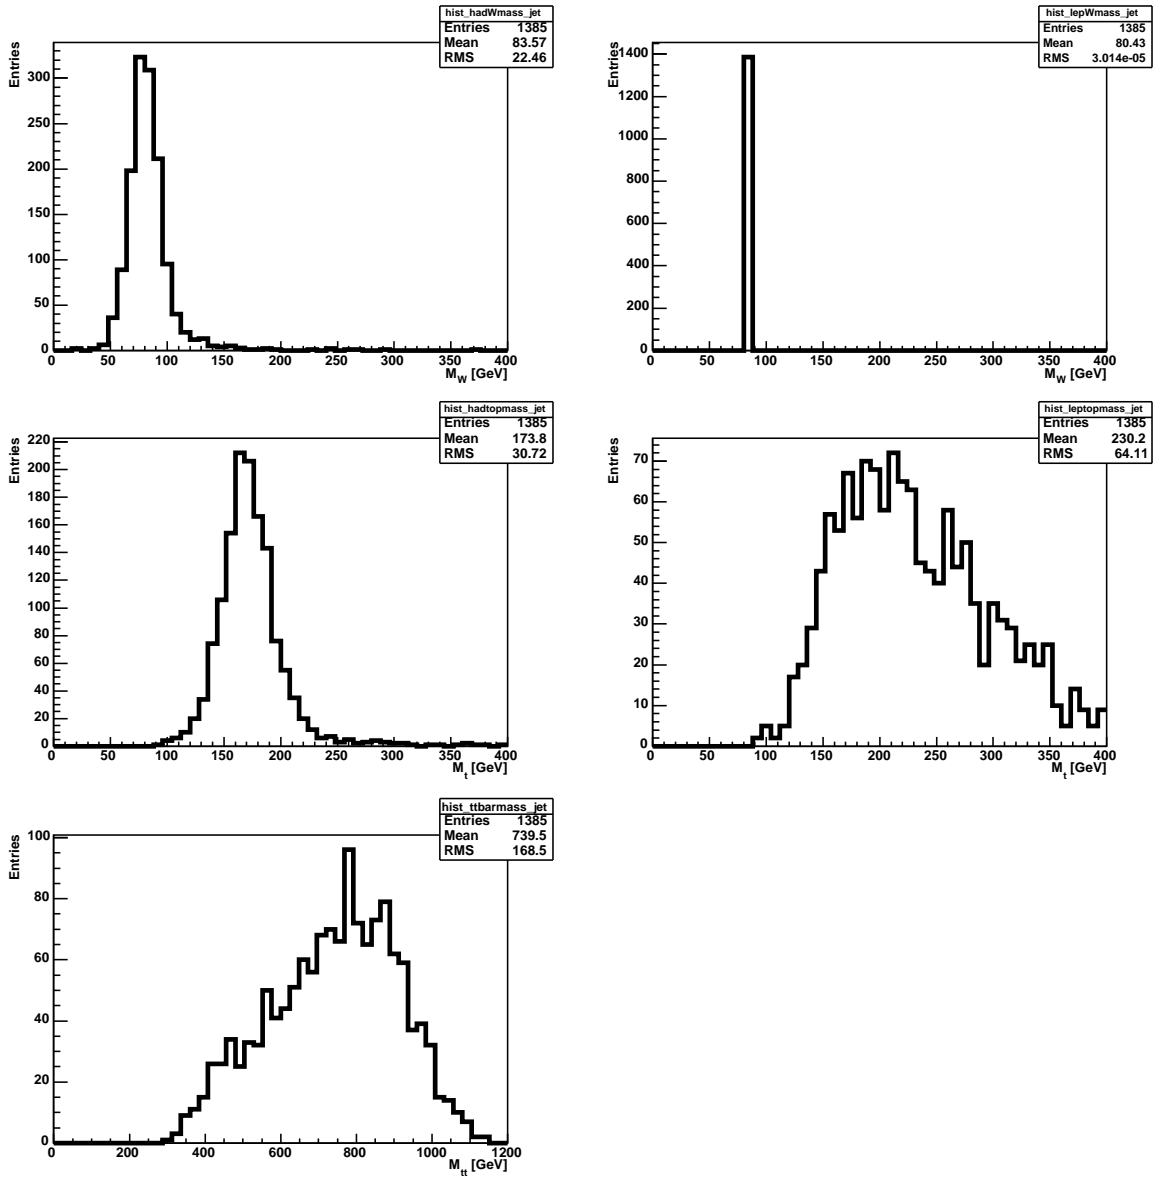 hist_hadWmass_jet
Entries 1385
Mean 83.57
RMS 22.46
Entries
300
250
200
150
100
50
0
0 50 100 150 200 250 300 350 400
M_W [GeV]
hist_lepWmass_jet
Entries 1385
Mean 80.43
RMS 3.014e-05
Entries
1400
1200
1000
800
600
400
200
0
0 50 100 150 200 250 300 350 400
M_W [GeV]
hist_hadtopmass_jet
Entries 1385
Mean 173.8
RMS 30.72
Entries
220
200
180
160
140
120
100
80
60
40
20
0
0 50 100 150 200 250 300 350 400
M_t [GeV]
hist_leptopmass_jet
Entries 1385
Mean 230.2
RMS 64.11
Entries
70
60
50
40
30
20
10
0
0 50 100 150 200 250 300 350 400
M_t [GeV]
hist_ttbarmass_jet
Entries 1385
Mean 739.5
RMS 168.5
Entries
100
80
60
40
20
0
0 200 400 600 800 1000 1200
M_tt [GeV]